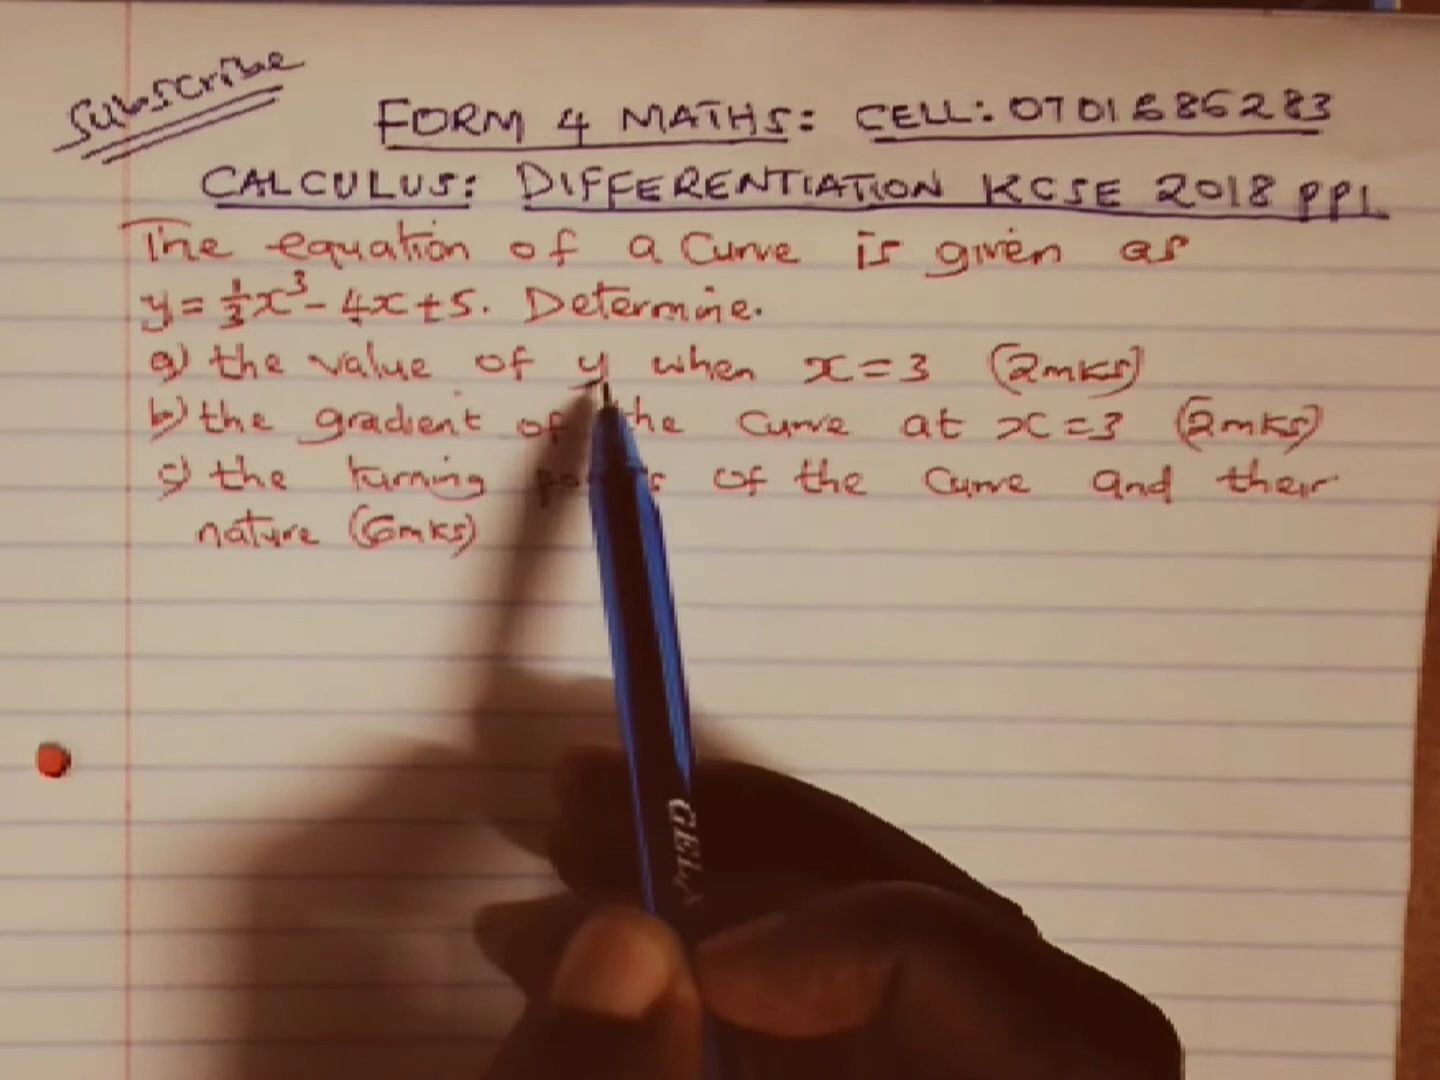 Subscribe
FORM 4 MATHS: CELL: 0701686283
CALCULUS: DIFFERENTIATION KCSE 2018 PP1
The equation of a curve is given as
y = 1/3x³ - 4x + 5. Determine.
a) the value of y when x = 3 (2mks)
b) the gradient of the curve at x = 3 (2mks)
c) the turning points of the curve and their
nature (6mks)